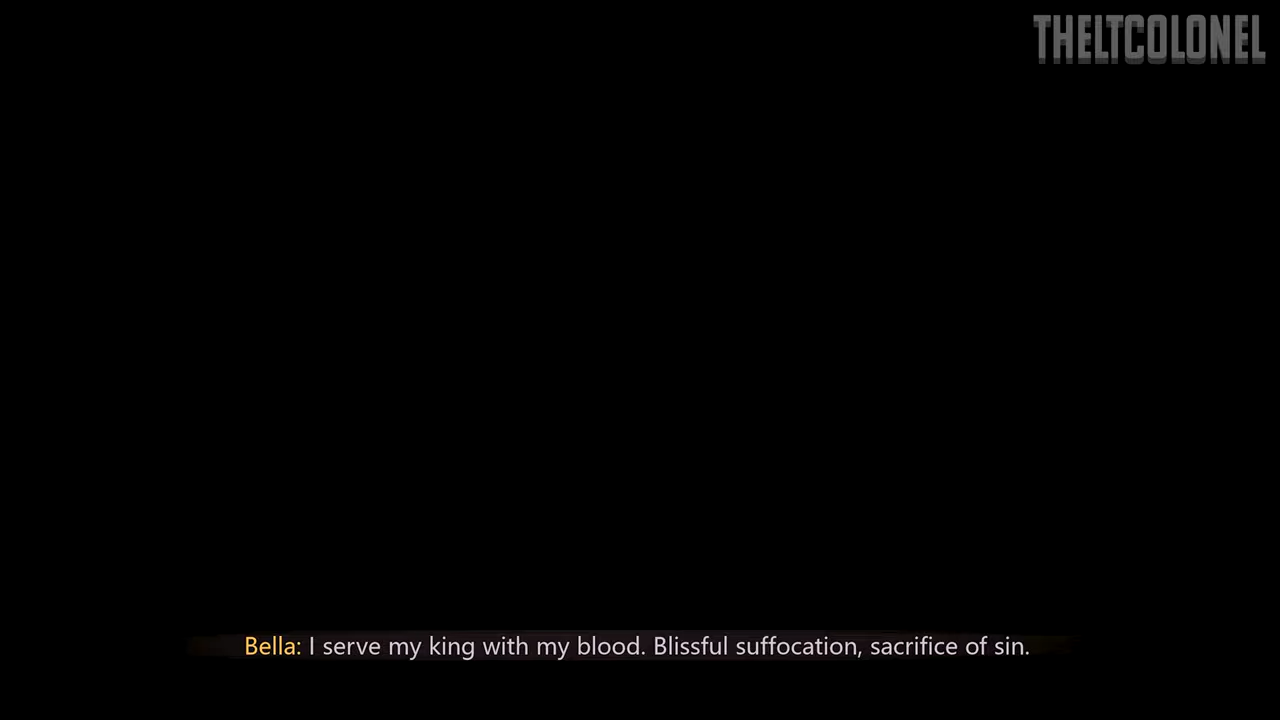 THELTCOLONEL
Bella: I serve my king with my blood. Blissful suffocation, sacrifice of sin.